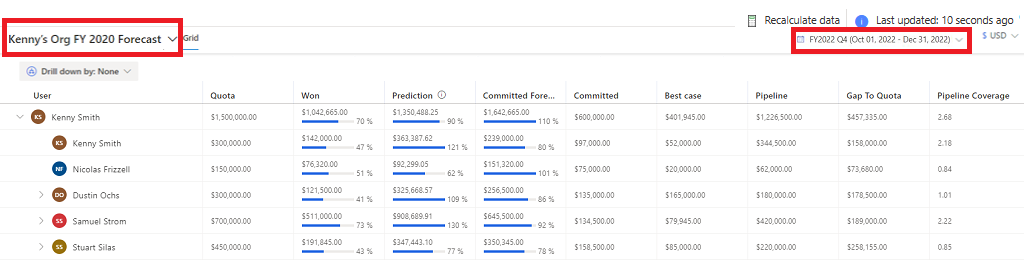 Recalculate data Last updated: 10 seconds ago
Kenny's Org FY 2020 Forecast Grid FY2022 Q4 (Oct 01, 2022 - Dec 31, 2022) $ USD
Drill down by: None
User Quota Won Prediction Committed Fore... Committed Best case Pipeline Gap To Quota Pipeline Coverage
KS Kenny Smith $1,500,000.00 $1,042,665.00 70 % $1,350,488.25 90 % $1,642,665.00 110 % $600,000.00 $401,945.00 $1,226,500.00 $457,335.00 2.68
KS Kenny Smith $300,000.00 $142,000.00 47 % $363,387.62 121 % $239,000.00 80 % $97,000.00 $52,000.00 $344,500.00 $158,000.00 2.18
NF Nicolas Frizzell $150,000.00 $76,320.00 51 % $92,299.05 62 % $151,320.00 101 % $75,000.00 $20,000.00 $62,000.00 $73,680.00 0.84
DO Dustin Ochs $300,000.00 $121,500.00 41 % $325,668.57 109 % $256,500.00 86 % $135,000.00 $165,000.00 $180,000.00 $178,500.00 1.01
SS Samuel Strom $700,000.00 $511,000.00 73 % $908,689.91 130 % $645,500.00 92 % $134,500.00 $79,945.00 $420,000.00 $189,000.00 2.22
SS Stuart Silas $450,000.00 $191,845.00 43 % $347,443.10 77 % $350,345.00 78 % $158,500.00 $85,000.00 $220,000.00 $258,155.00 0.85